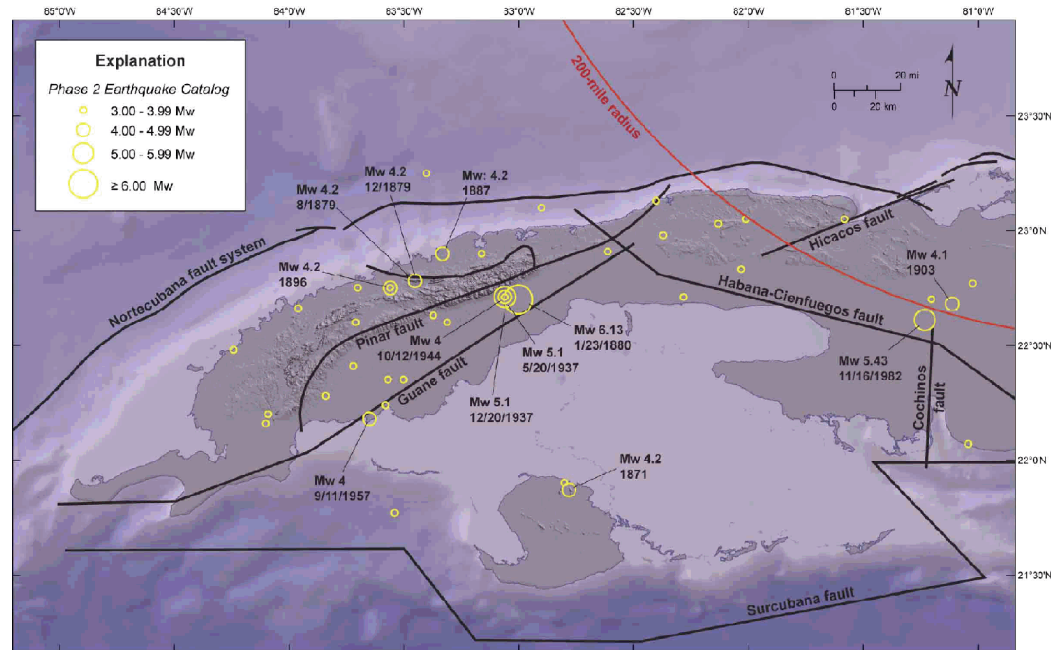 85°0'W 84°30'W 84°0'W 83°30'W 83°0'W 82°30'W 82°0'W 81°30'W 81°0'W
Explanation
Phase 2 Earthquake Catalog
3.00 - 3.99 Mw
4.00 - 4.99 Mw
5.00 - 5.99 Mw
≥ 6.00 Mw
200-mile radius
0 20 mi
0 20 km
N
23°30'N
23°0'N
22°30'N
22°0'N
21°30'N
Mw 4.2
8/1879
Mw 4.2
12/1879
Mw: 4.2
1887
Nortecubana fault system
Mw 4.2
1896
Hicacos fault
Mw 4.1
1903
Habana-Cienfuegos fault
Pinar fault
Guane fault
Mw 4
10/12/1944
Mw 6.13
1/23/1880
Mw 5.1
5/20/1937
Mw 5.1
12/20/1937
Mw 5.43
11/16/1982
Cochinos
fault
Mw 4
9/11/1957
Mw 4.2
1871
Surcubana fault